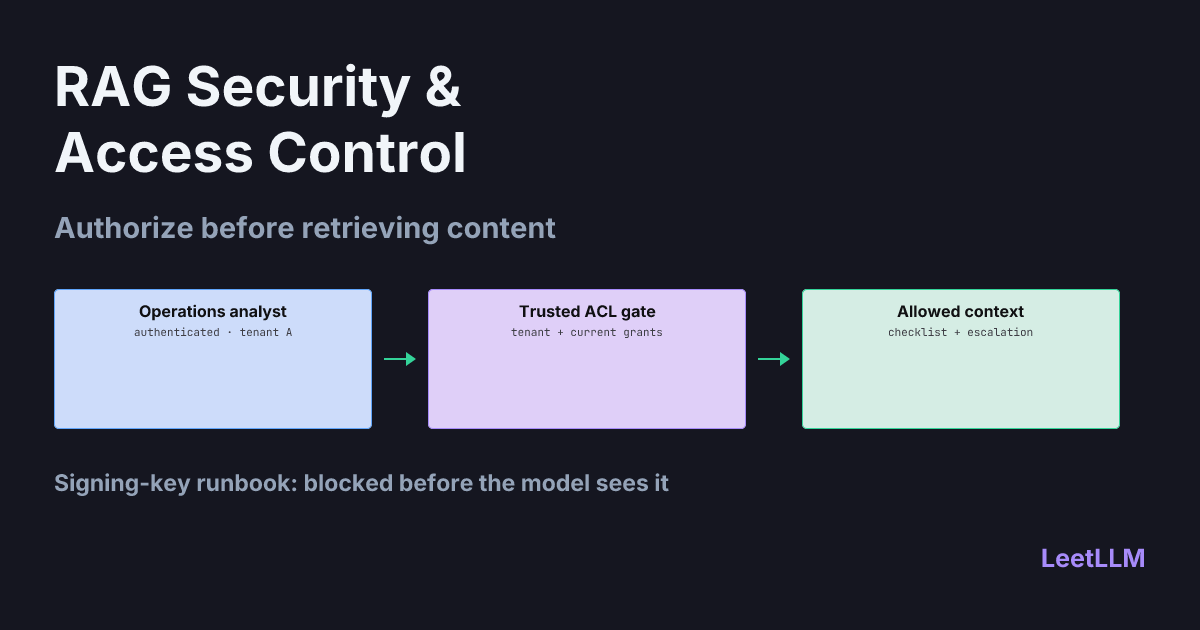 RAG Security &
Access Control
Authorize before retrieving content
Operations analyst
authenticated · tenant A
Trusted ACL gate
tenant + current grants
Allowed context
checklist + escalation
Signing-key runbook: blocked before the model sees it
LeetLLM